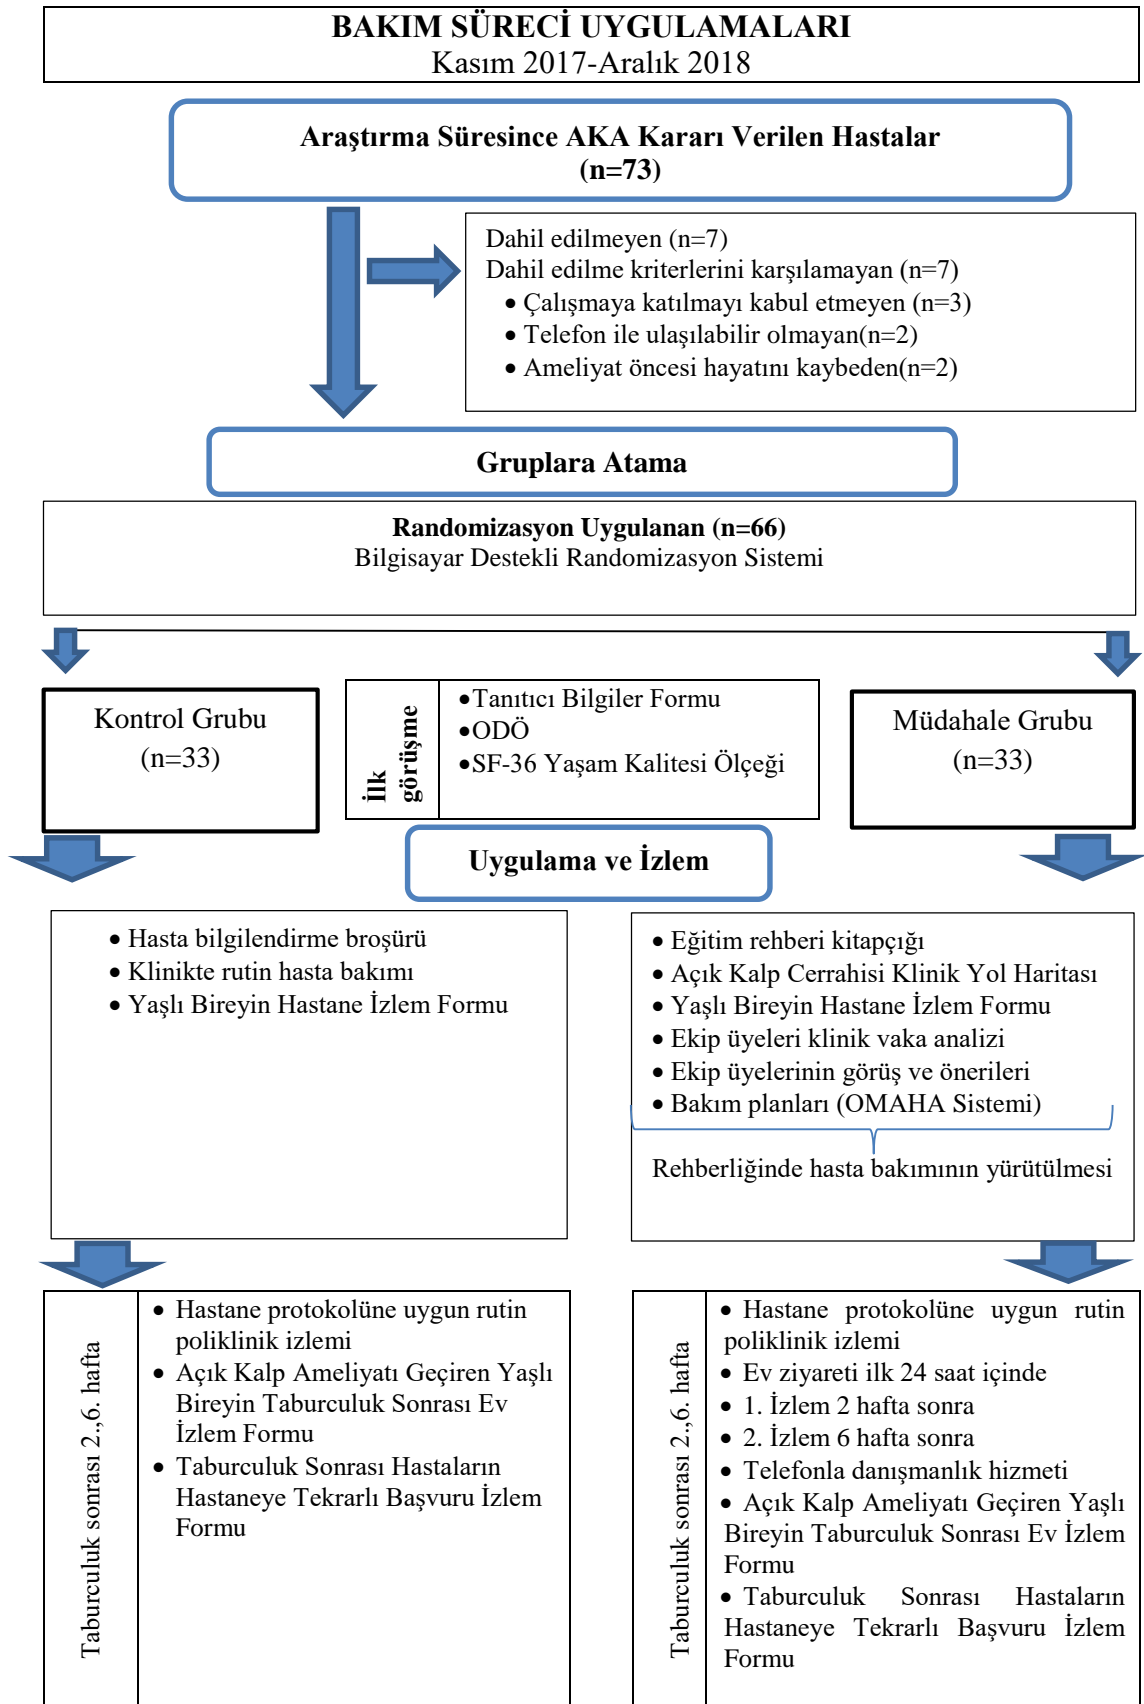 BAKIM SÜRECİ UYGULAMALARI
Kasım 2017-Aralık 2018
Araştırma Süresince AKA Kararı Verilen Hastalar
(n=73)
Dahil edilmeyen (n=7)
Dahil edilme kriterlerini karşılamayan (n=7)
• Çalışmaya katılmayı kabul etmeyen (n=3)
• Telefon ile ulaşılabilir olmayan(n=2)
• Ameliyat öncesi hayatını kaybeden(n=2)
Gruplara Atama
Randomizasyon Uygulanan (n=66)
Bilgisayar Destekli Randomizasyon Sistemi
Kontrol Grubu
(n=33)
İlk
görüşme
•Tanıtıcı Bilgiler Formu
•ODÖ
•SF-36 Yaşam Kalitesi Ölçeği
Müdahale Grubu
(n=33)
Uygulama ve İzlem
• Hasta bilgilendirme broşürü
• Klinikte rutin hasta bakımı
• Yaşlı Bireyin Hastane İzlem Formu
• Eğitim rehberi kitapçığı
• Açık Kalp Cerrahisi Klinik Yol Haritası
• Yaşlı Bireyin Hastane İzlem Formu
• Ekip üyeleri klinik vaka analizi
• Ekip üyelerinin görüş ve önerileri
• Bakım planları (OMAHA Sistemi)
Rehberliğinde hasta bakımının yürütülmesi
Taburculuk sonrası 2.,6. hafta
• Hastane protokolüne uygun rutin
poliklinik izlemi
• Açık Kalp Ameliyatı Geçiren Yaşlı
Bireyin Taburculuk Sonrası Ev
İzlem Formu
• Taburculuk Sonrası Hastaların
Hastaneye Tekrarlı Başvuru İzlem
Formu
Taburculuk sonrası 2.,6. hafta
• Hastane protokolüne uygun rutin
poliklinik izlemi
• Ev ziyareti ilk 24 saat içinde
• 1. İzlem 2 hafta sonra
• 2. İzlem 6 hafta sonra
• Telefonla danışmanlık hizmeti
• Açık Kalp Ameliyatı Geçiren Yaşlı
Bireyin Taburculuk Sonrası Ev İzlem
Formu
• Taburculuk Sonrası Hastaların
Hastaneye Tekrarlı Başvuru İzlem
Formu